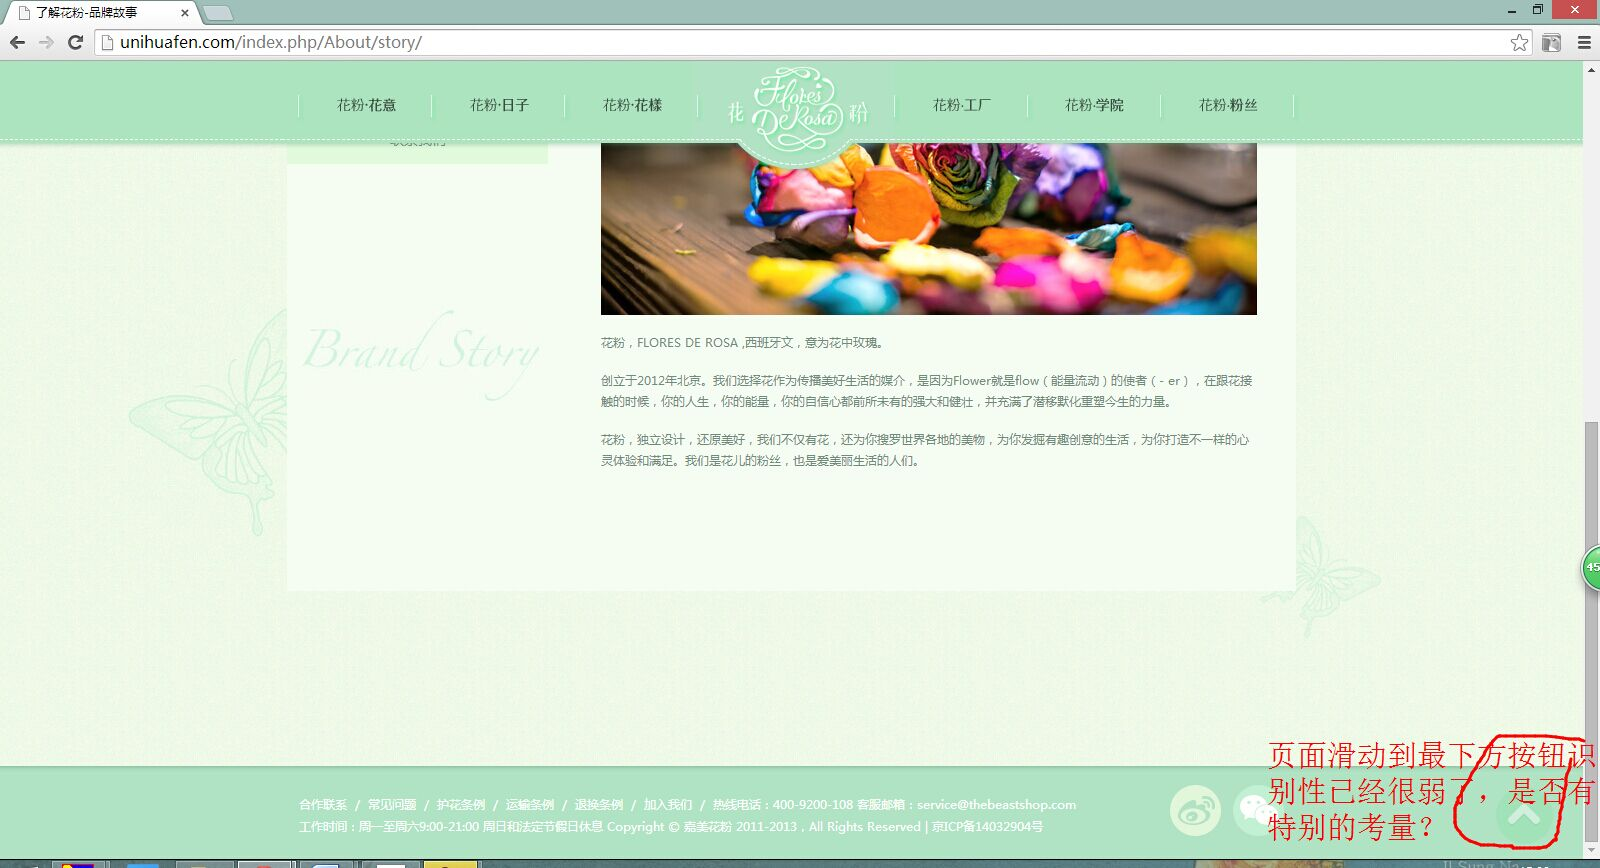 了解花粉-品牌故事
unihuafen.com/index.php/About/story/
花粉·花意
花粉·日子
花粉·花樣
花 Flores De Rosa 粉
花粉·工厂
花粉·学院
花粉·粉丝
联系我们
Brand Story
花粉，FLORES DE ROSA ,西班牙文，意为花中玫瑰。
创立于2012年北京。我们选择花作为传播美好生活的媒介，是因为Flower就是flow（能量流动）的使者（- er），在跟花接
触的时候，你的人生，你的能量，你的自信心都前所未有的强大和健壮，并充满了潜移默化重塑今生的力量。
花粉，独立设计，还原美好，我们不仅有花，还为你搜罗世界各地的美物，为你发掘有趣创意的生活，为你打造不一样的心
灵体验和满足。我们是花儿的粉丝，也是爱美丽生活的人们。
45
页面滑动到最下方按钮识
别性已经很弱了，是否有
特别的考量？
合作联系 / 常见问题 / 护花条例 / 运输条例 / 退换条例 / 加入我们 / 热线电话：400-9200-108 客服邮箱：service@thebeastshop.com
工作时间：周一至周六9:00-21:00 周日和法定节假日休息 Copyright © 嘉美花粉 2011-2013，All Rights Reserved | 京ICP备14032904号